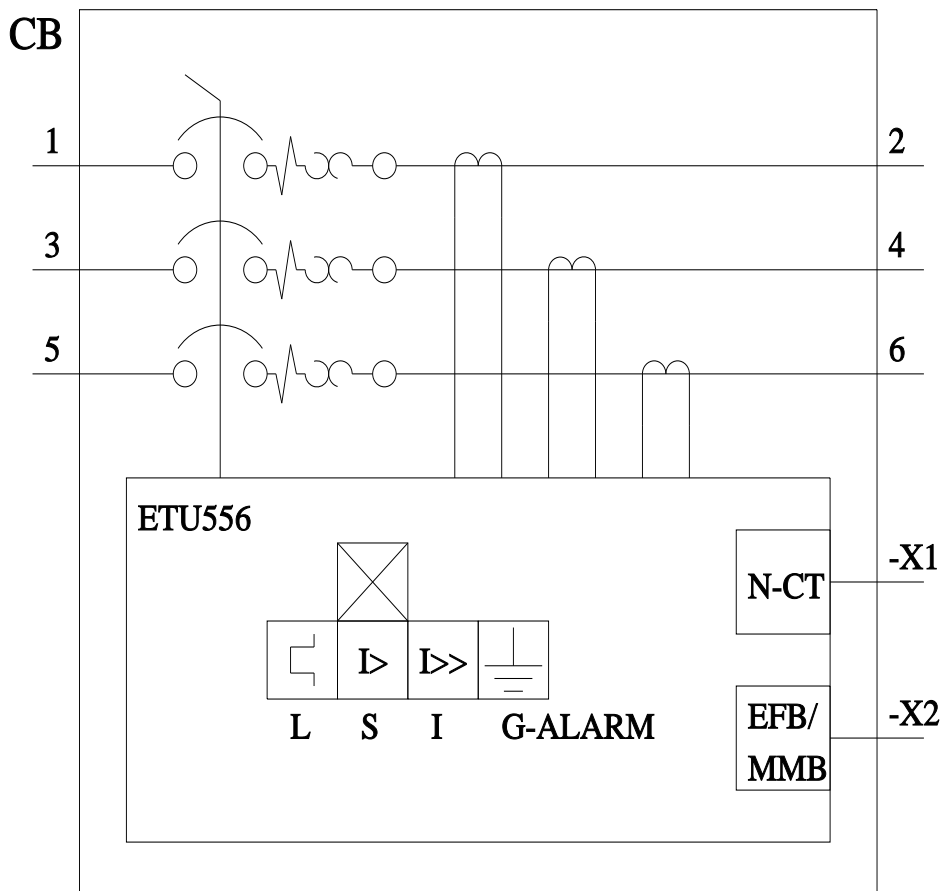 CB
1 2
3 4
5 6
ETU556
-X1
N-CT
I> I>>
L S I G-ALARM
EFB/
MMB
-X2